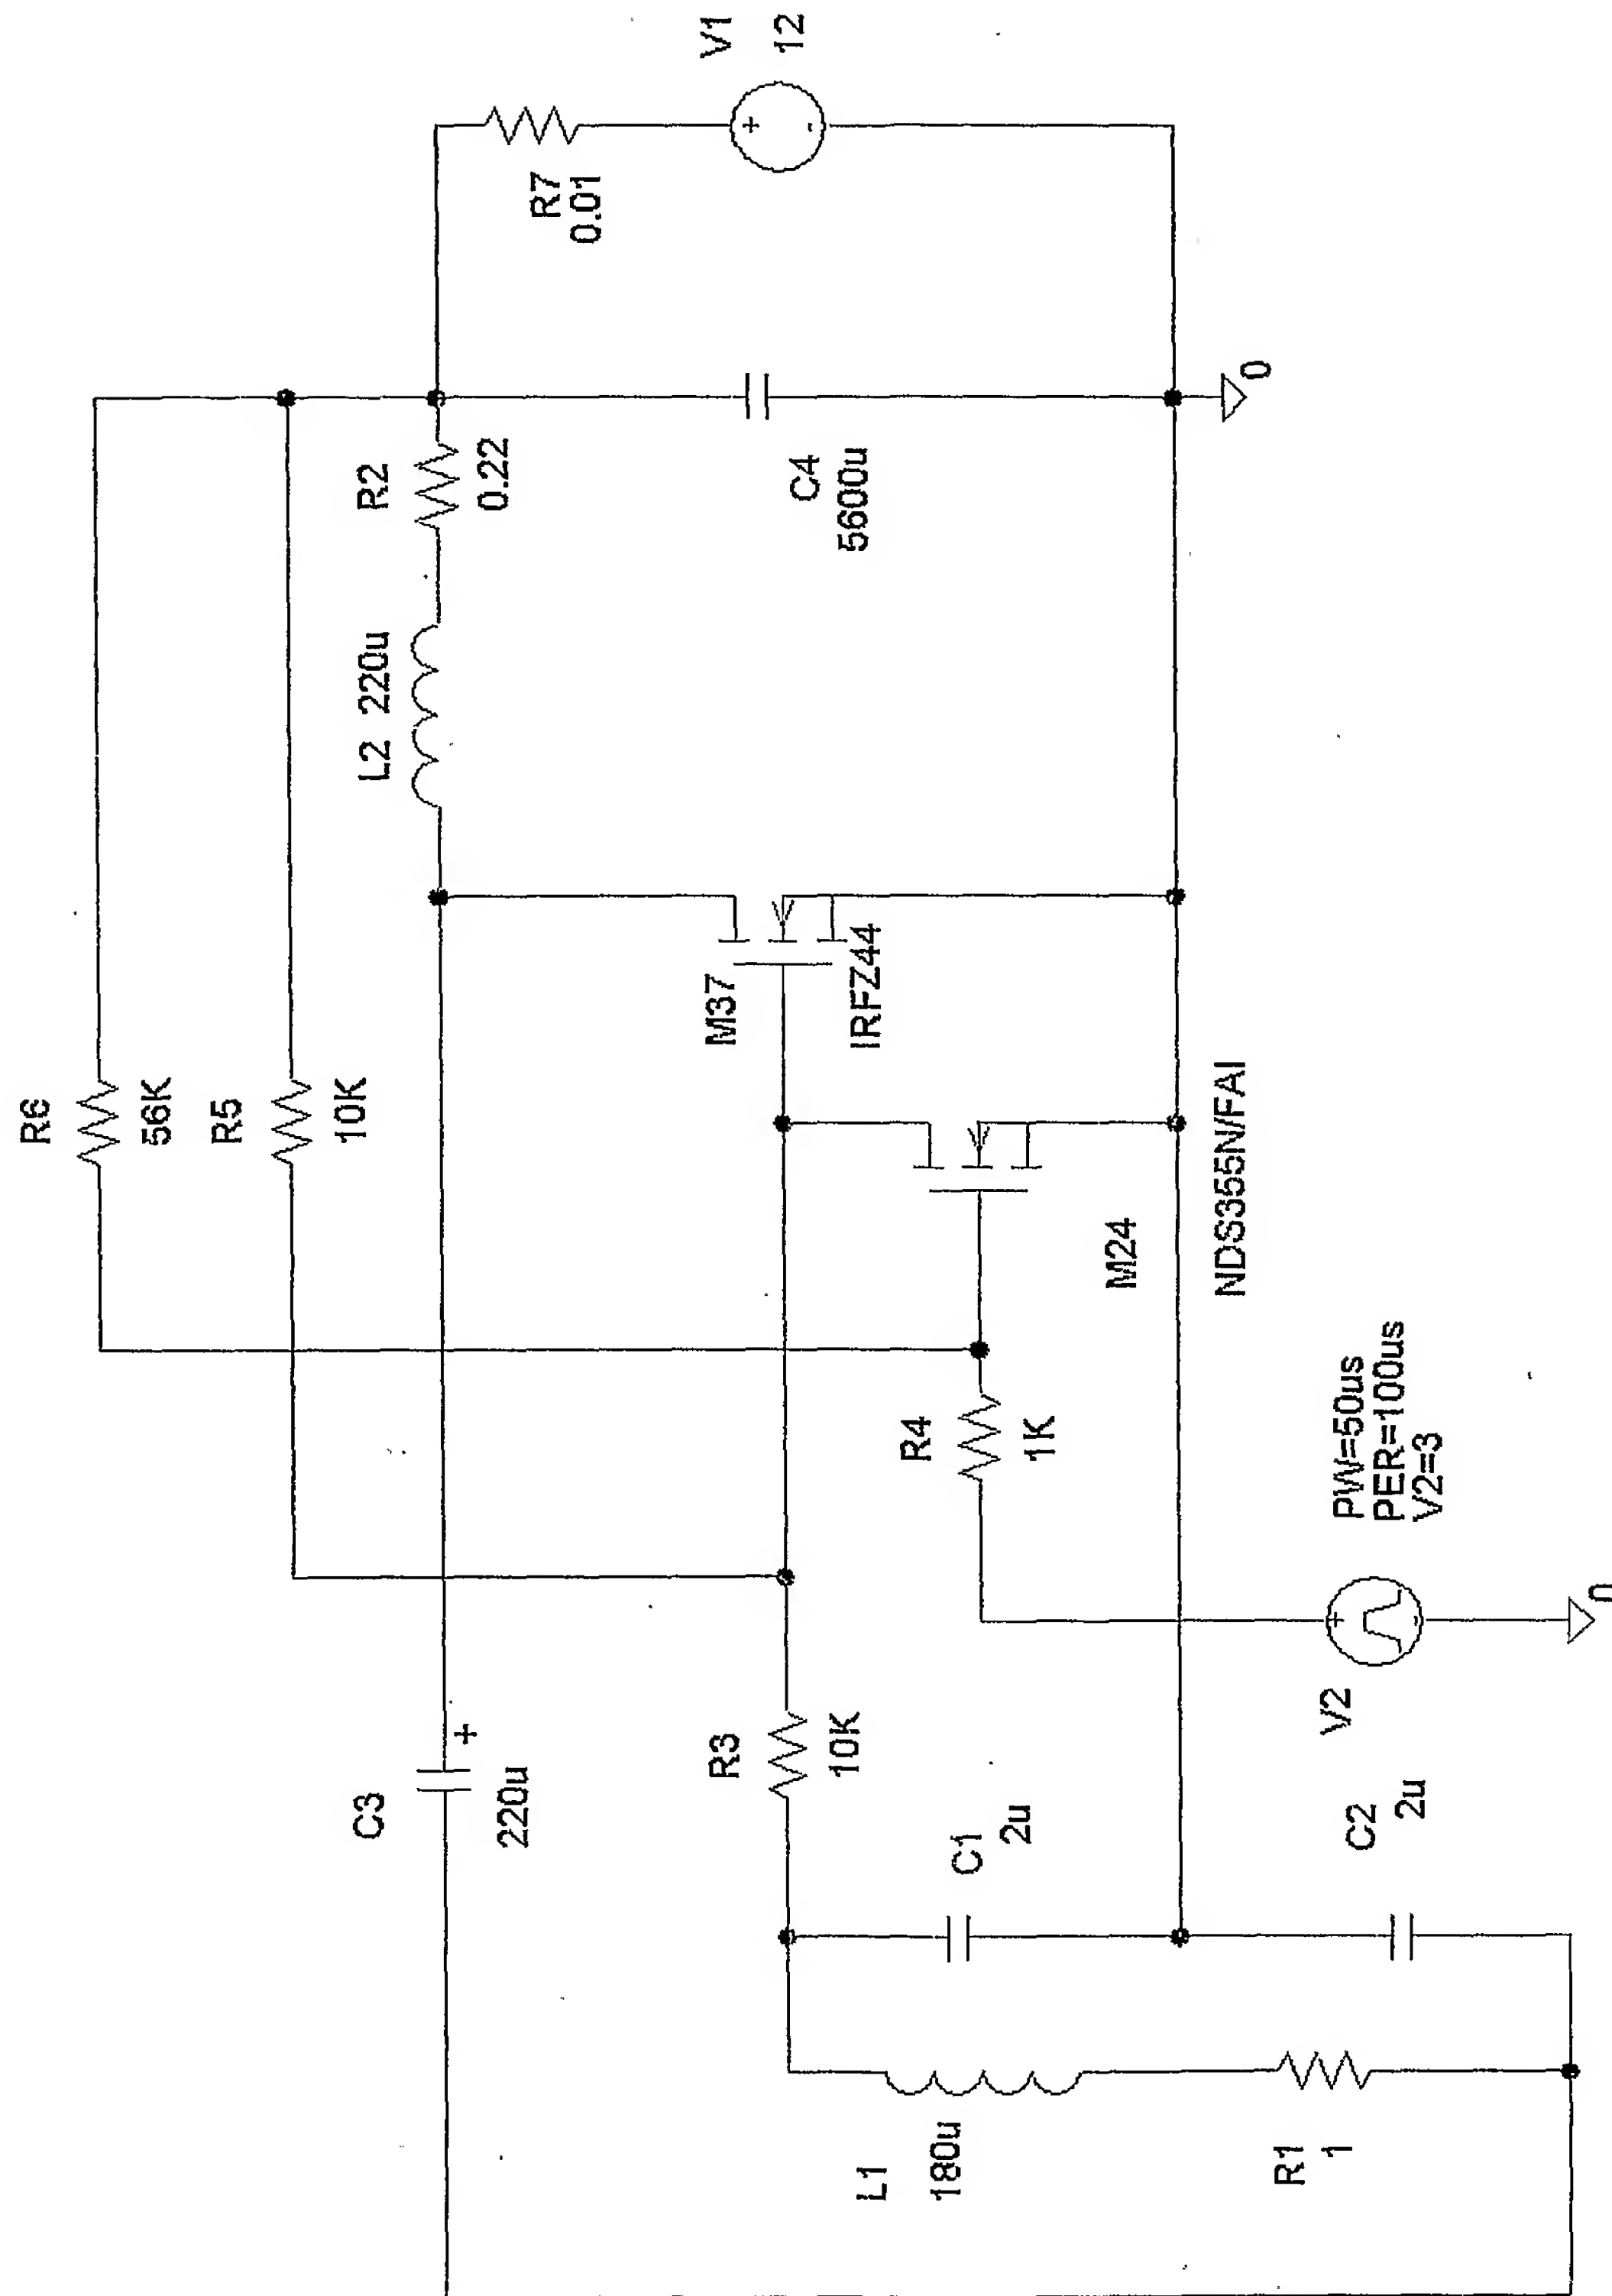 R6
56K
R5
10K
L2 220u
R2
0.22
R7
0.01
V1
12
C4
5600u
0
M37
IRFZ44
M24
NDS355N/FAI
R4
1K
PW=50us
PER=100us
V2=3
V2
0
C3
+
220u
R3
10K
C1
2u
C2
2u
L1
180u
R1
1
+
-
+
-